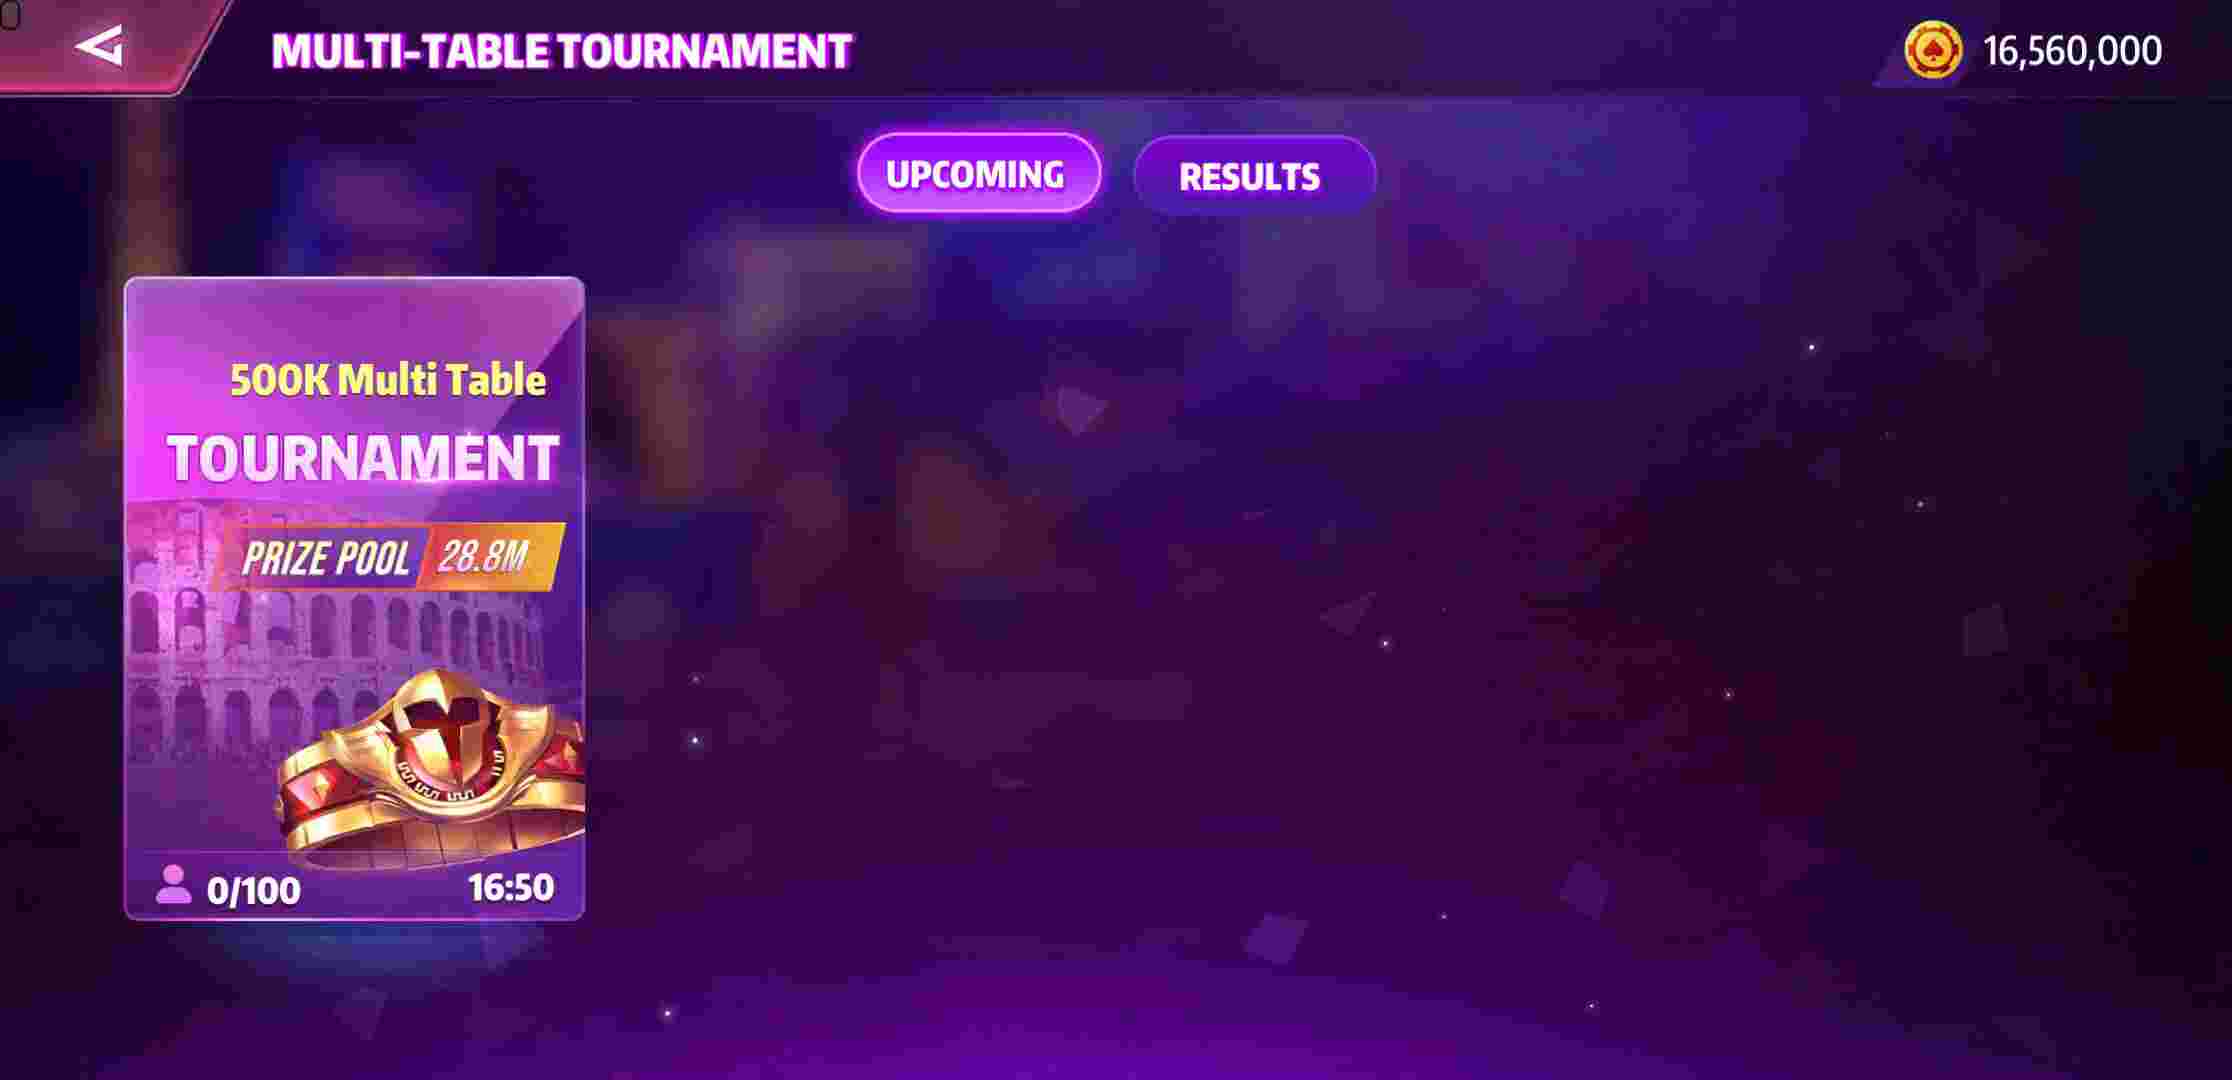 MULTI-TABLE TOURNAMENT
16,560,000
UPCOMING
RESULTS
500K Multi Table
TOURNAMENT
PRIZE POOL 28.8M
0/100
16:50